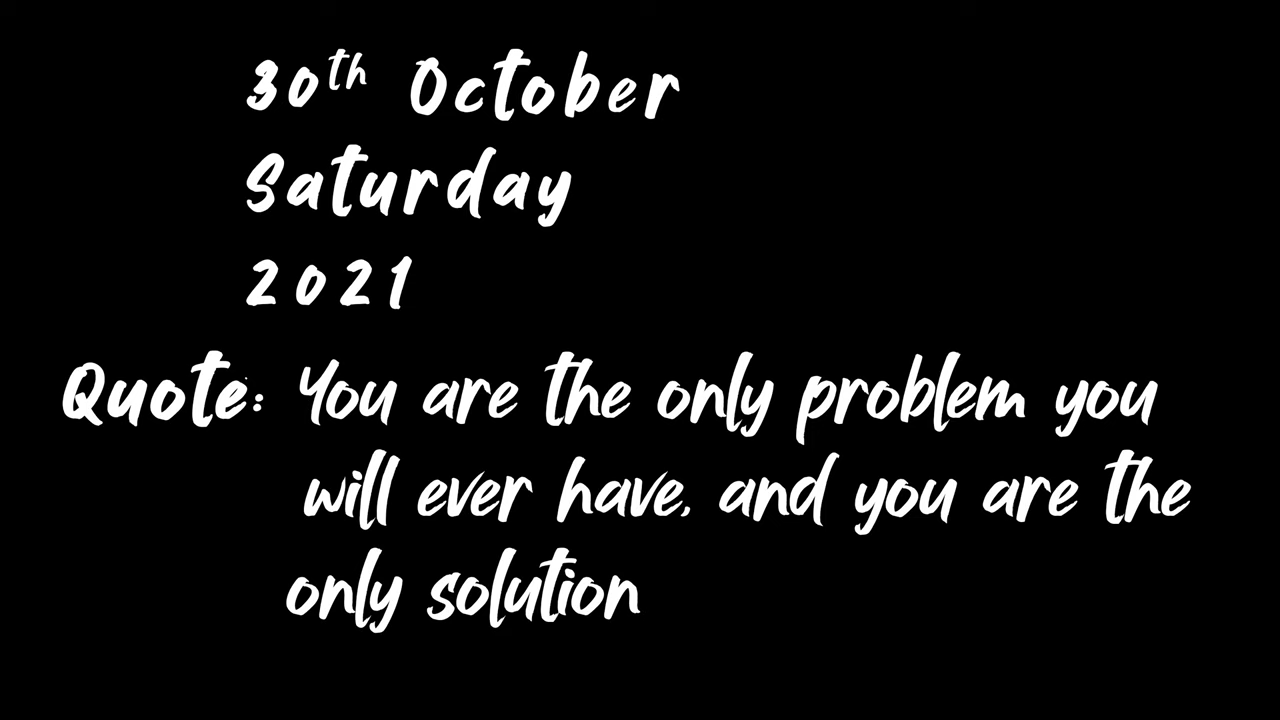 30th October
Saturday
2021
Quote: You are the only problem you
will ever have, and you are the
only solution